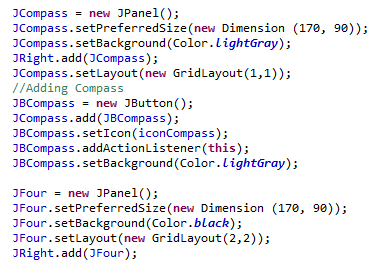 JCompass = new JPanel();
JCompass.setPreferredSize(new Dimension (170, 90));
JCompass.setBackground(Color.lightGray);
JRight.add(JCompass);
JCompass.setLayout(new GridLayout(1,1));
//Adding Compass
JBCompass = new JButton();
JCompass.add(JBCompass);
JBCompass.setIcon(iconCompass);
JBCompass.addActionListener(this);
JBCompass.setBackground(Color.lightGray);
JFour = new JPanel();
JFour.setPreferredSize(new Dimension (170, 90));
JFour.setBackground(Color.black);
JFour.setLayout(new GridLayout(2,2));
JRight.add(JFour);